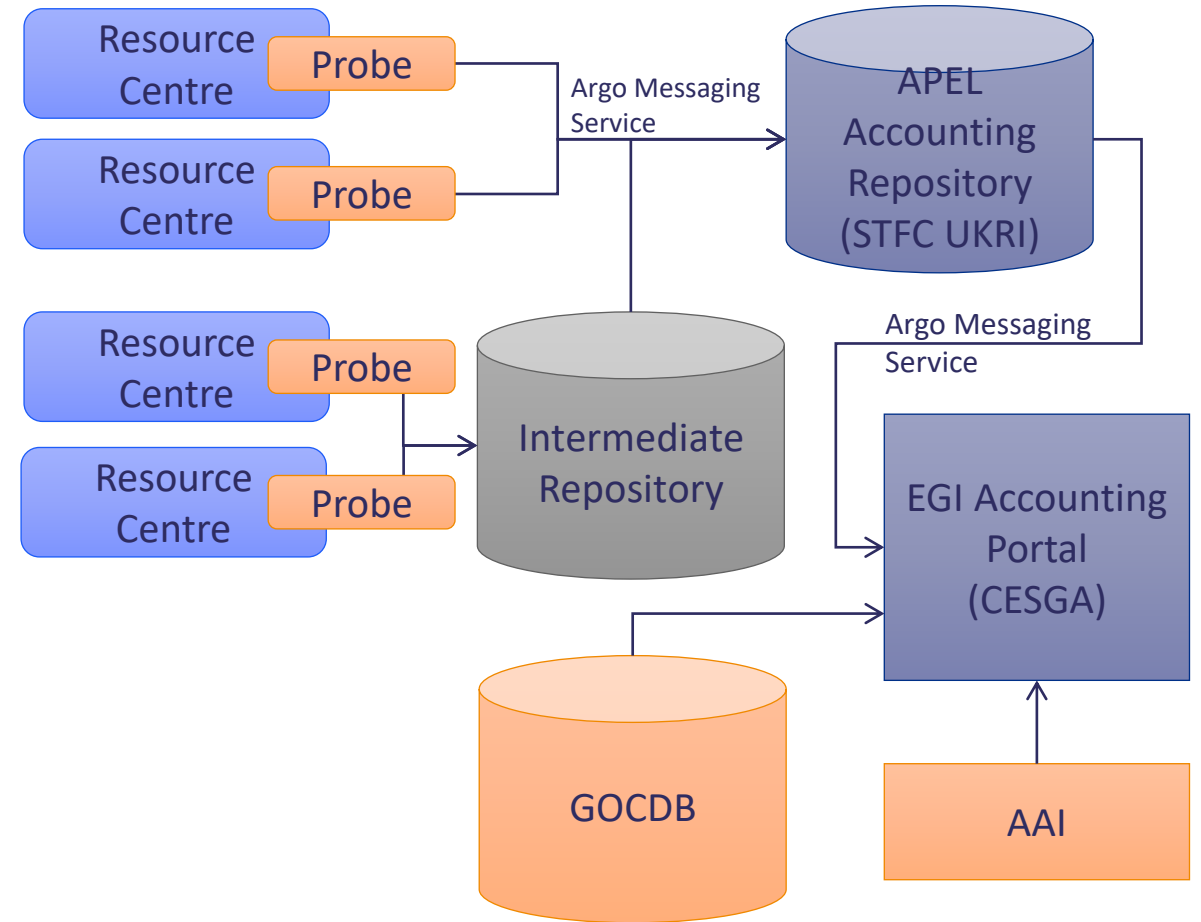 Resource
Centre
Probe
Resource
Centre
Probe
Argo Messaging
Service
APEL
Accounting
Repository
(STFC UKRI)
Resource
Centre
Probe
Resource
Centre
Probe
Intermediate
Repository
Argo Messaging
Service
EGI Accounting
Portal
(CESGA)
GOCDB
AAI